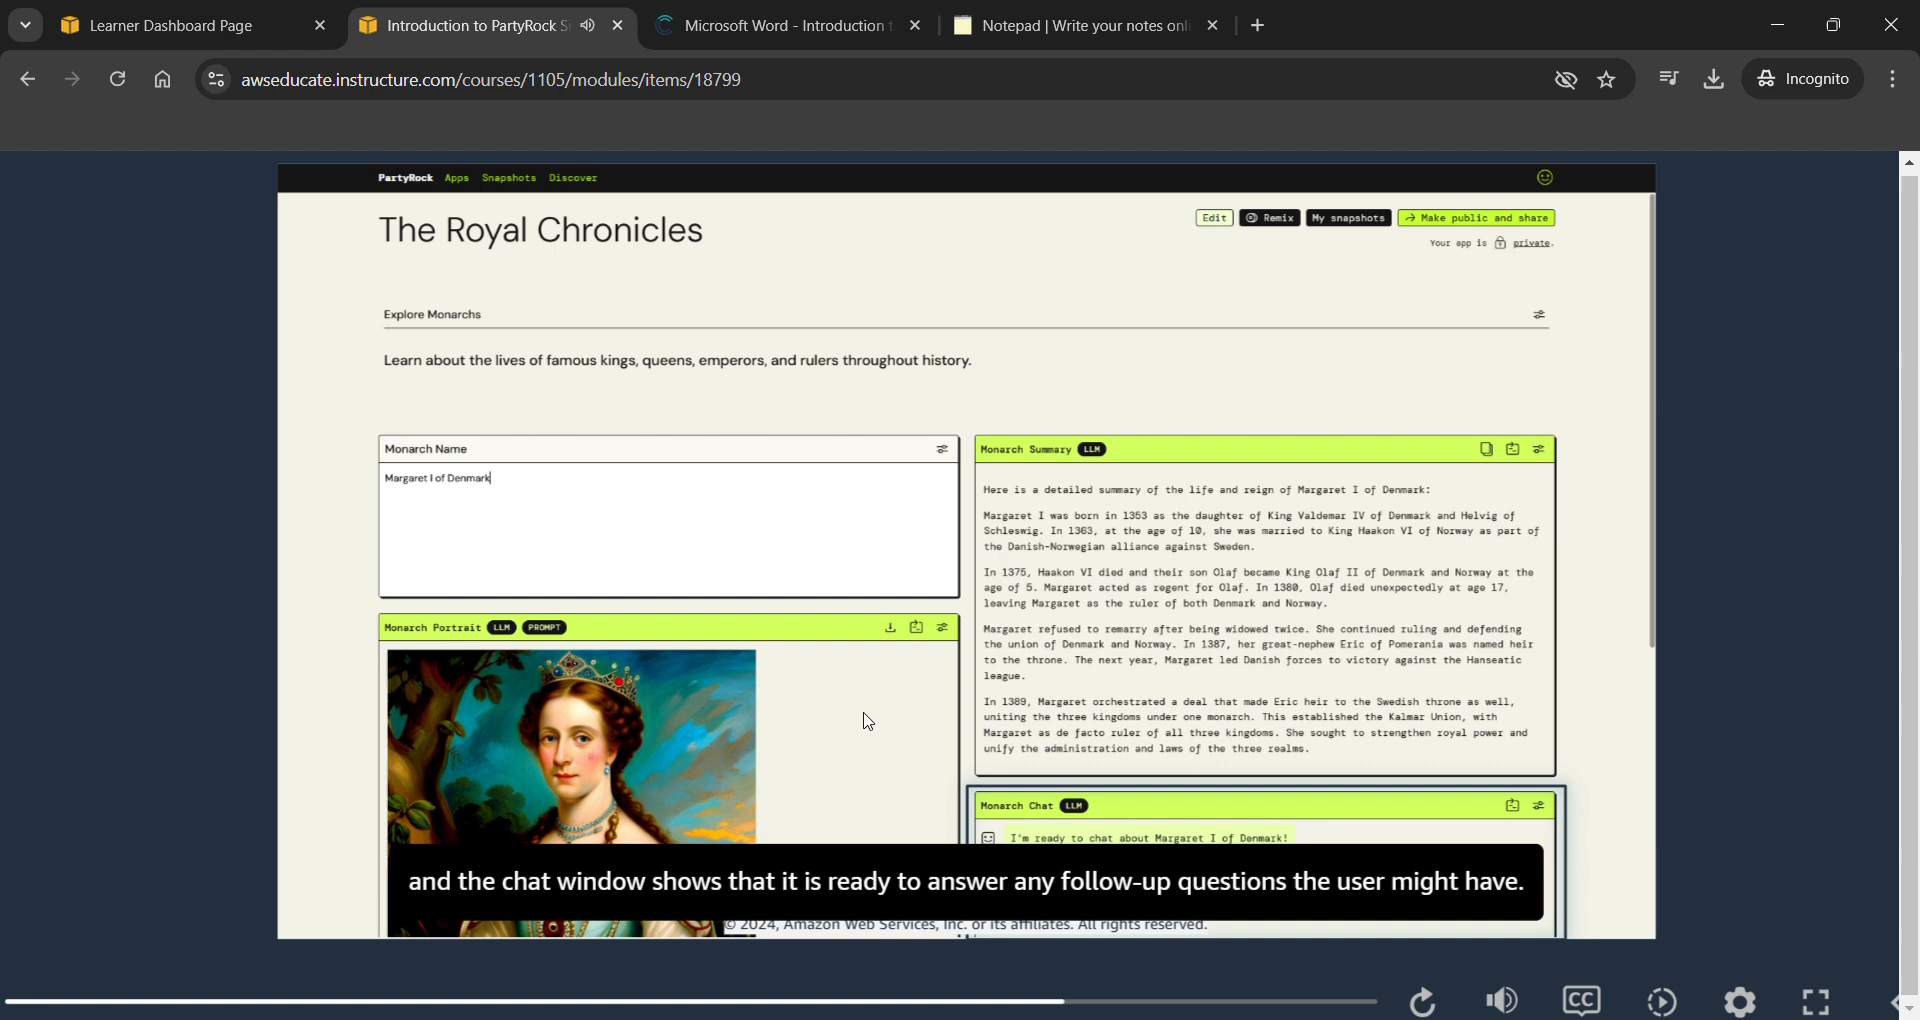 Learner Dashboard Page
Introduction to PartyRock S
Microsoft Word - Introduction t
Notepad | Write your notes onli
awseducate.instructure.com/courses/1105/modules/items/18799
Incognito
PartyRock Apps Snapshots Discover
The Royal Chronicles
Edit Remix My snapshots Make public and share
Your app is private.
Explore Monarchs
Learn about the lives of famous kings, queens, emperors, and rulers throughout history.
Monarch Name
Margaret I of Denmark
Monarch Portrait LLM PROMPT
Monarch Summary LLM
Here is a detailed summary of the life and reign of Margaret I of Denmark:
Margaret I was born in 1353 as the daughter of King Valdemar IV of Denmark and Helvig of
Schleswig. In 1363, at the age of 10, she was married to King Haakon VI of Norway as part of
the Danish-Norwegian alliance against Sweden.
In 1375, Haakon VI died and their son Olaf became King Olaf II of Denmark and Norway at the
age of 5. Margaret acted as regent for Olaf. In 1380, Olaf died unexpectedly at age 17,
leaving Margaret as the ruler of both Denmark and Norway.
Margaret refused to remarry after being widowed twice. She continued ruling and defending
the union of Denmark and Norway. In 1387, her great-nephew Eric of Pomerania was named heir
to the throne. The next year, Margaret led Danish forces to victory against the Hanseatic
league.
In 1389, Margaret orchestrated a deal that made Eric heir to the Swedish throne as well,
uniting the three kingdoms under one monarch. This established the Kalmar Union, with
Margaret as de facto ruler of all three kingdoms. She sought to strengthen royal power and
unify the administration and laws of the three realms.
Monarch Chat LLM
I'm ready to chat about Margaret I of Denmark!
and the chat window shows that it is ready to answer any follow-up questions the user might have.
© 2024, Amazon Web Services, Inc. or its affiliates. All rights reserved.
CC